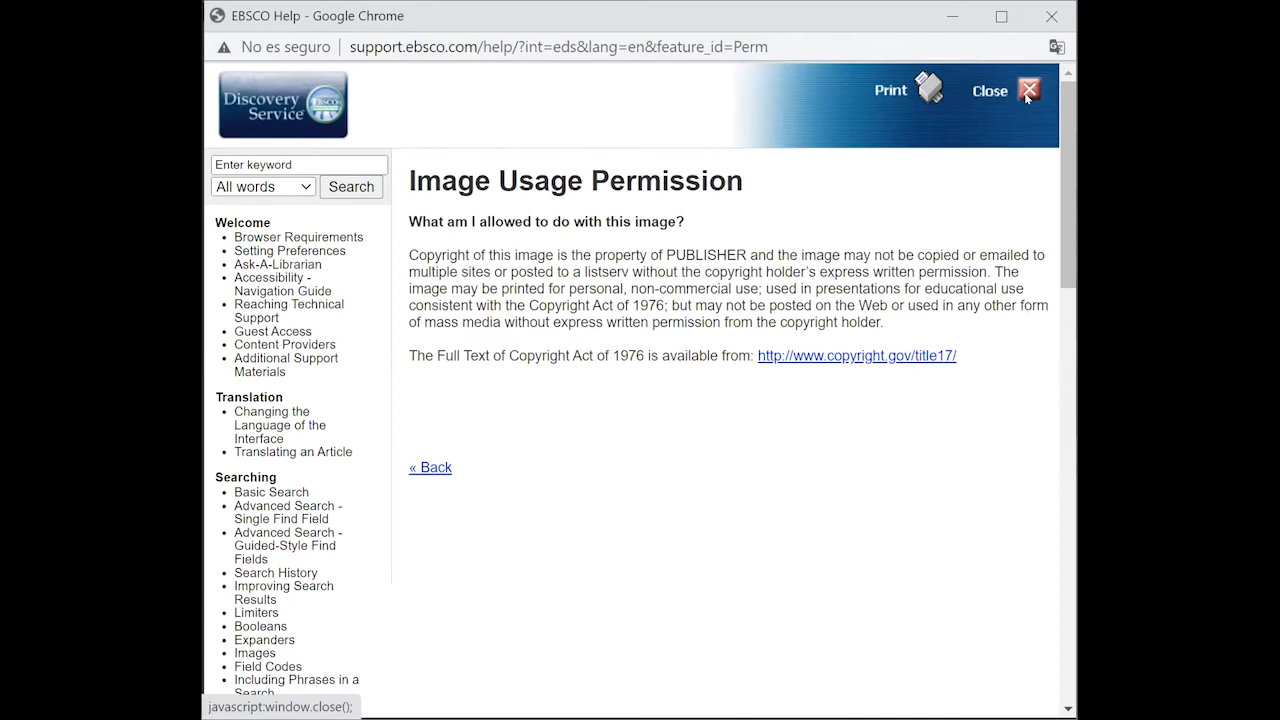 EBSCO Help - Google Chrome
No es seguro
support.ebsco.com/help/?int=eds&lang=en&feature_id=Perm
Discovery
Service
EBSCO
Print
Close
Enter keyword
All words
Search
Welcome
Browser Requirements
Setting Preferences
Ask-A-Librarian
Accessibility -
Navigation Guide
Reaching Technical
Support
Guest Access
Content Providers
Additional Support
Materials
Translation
Changing the
Language of the
Interface
Translating an Article
Searching
Basic Search
Advanced Search -
Single Find Field
Advanced Search -
Guided-Style Find
Fields
Search History
Improving Search
Results
Limiters
Booleans
Expanders
Images
Field Codes
Including Phrases in a
Search
Image Usage Permission
What am I allowed to do with this image?
Copyright of this image is the property of PUBLISHER and the image may not be copied or emailed to
multiple sites or posted to a listserv without the copyright holder's express written permission. The
image may be printed for personal, non-commercial use; used in presentations for educational use
consistent with the Copyright Act of 1976; but may not be posted on the Web or used in any other form
of mass media without express written permission from the copyright holder.
The Full Text of Copyright Act of 1976 is available from: http://www.copyright.gov/title17/
« Back
javascript:window.close();